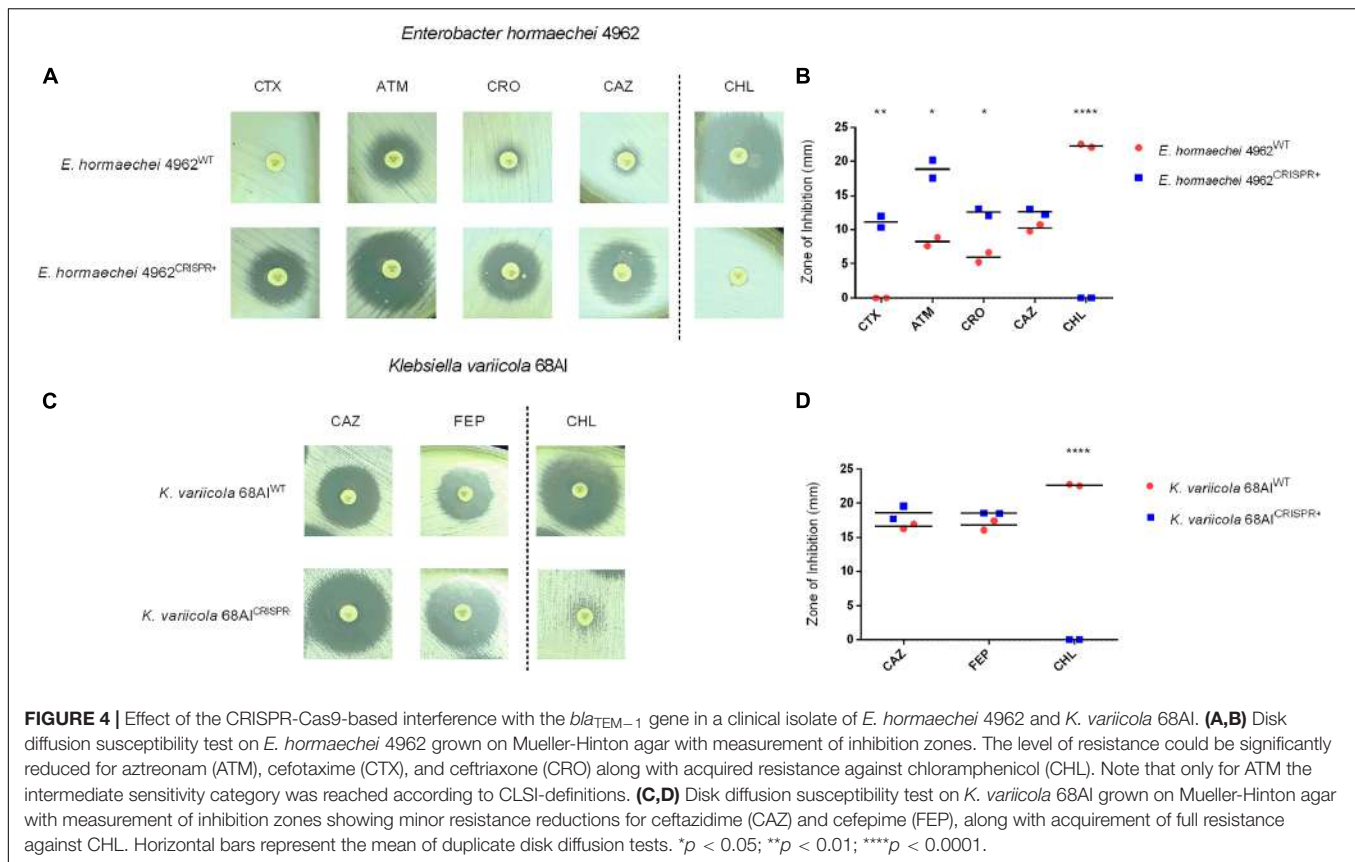 Enterobacter hormaechei 4962
A
CTX ATM CRO CAZ CHL
E. hormaechei 4962WT
E. hormaechei 4962CRISPR+
B
** * * ****
Zone of Inhibition (mm)
25
20
15
10
5
0
CTX ATM CRO CAZ CHL
E. hormaechei 4962WT
E. hormaechei 4962CRISPR+
Klebsiella variicola 68AI
C
CAZ FEP CHL
K. variicola 68AIWT
K. variicola 68AICRISPR-
D
****
Zone of Inhibition (mm)
25
20
15
10
5
0
CAZ FEP CHL
K. variicola 68AIWT
K. variicola 68AICRISPR+
FIGURE 4 | Effect of the CRISPR-Cas9-based interference with the blaTEM−1 gene in a clinical isolate of E. hormaechei 4962 and K. variicola 68AI. (A,B) Disk
diffusion susceptibility test on E. hormaechei 4962 grown on Mueller-Hinton agar with measurement of inhibition zones. The level of resistance could be significantly
reduced for aztreonam (ATM), cefotaxime (CTX), and ceftriaxone (CRO) along with acquired resistance against chloramphenicol (CHL). Note that only for ATM the
intermediate sensitivity category was reached according to CLSI-definitions. (C,D) Disk diffusion susceptibility test on K. variicola 68AI grown on Mueller-Hinton agar
with measurement of inhibition zones showing minor resistance reductions for ceftazidime (CAZ) and cefepime (FEP), along with acquirement of full resistance
against CHL. Horizontal bars represent the mean of duplicate disk diffusion tests. *p < 0.05; **p < 0.01; ****p < 0.0001.